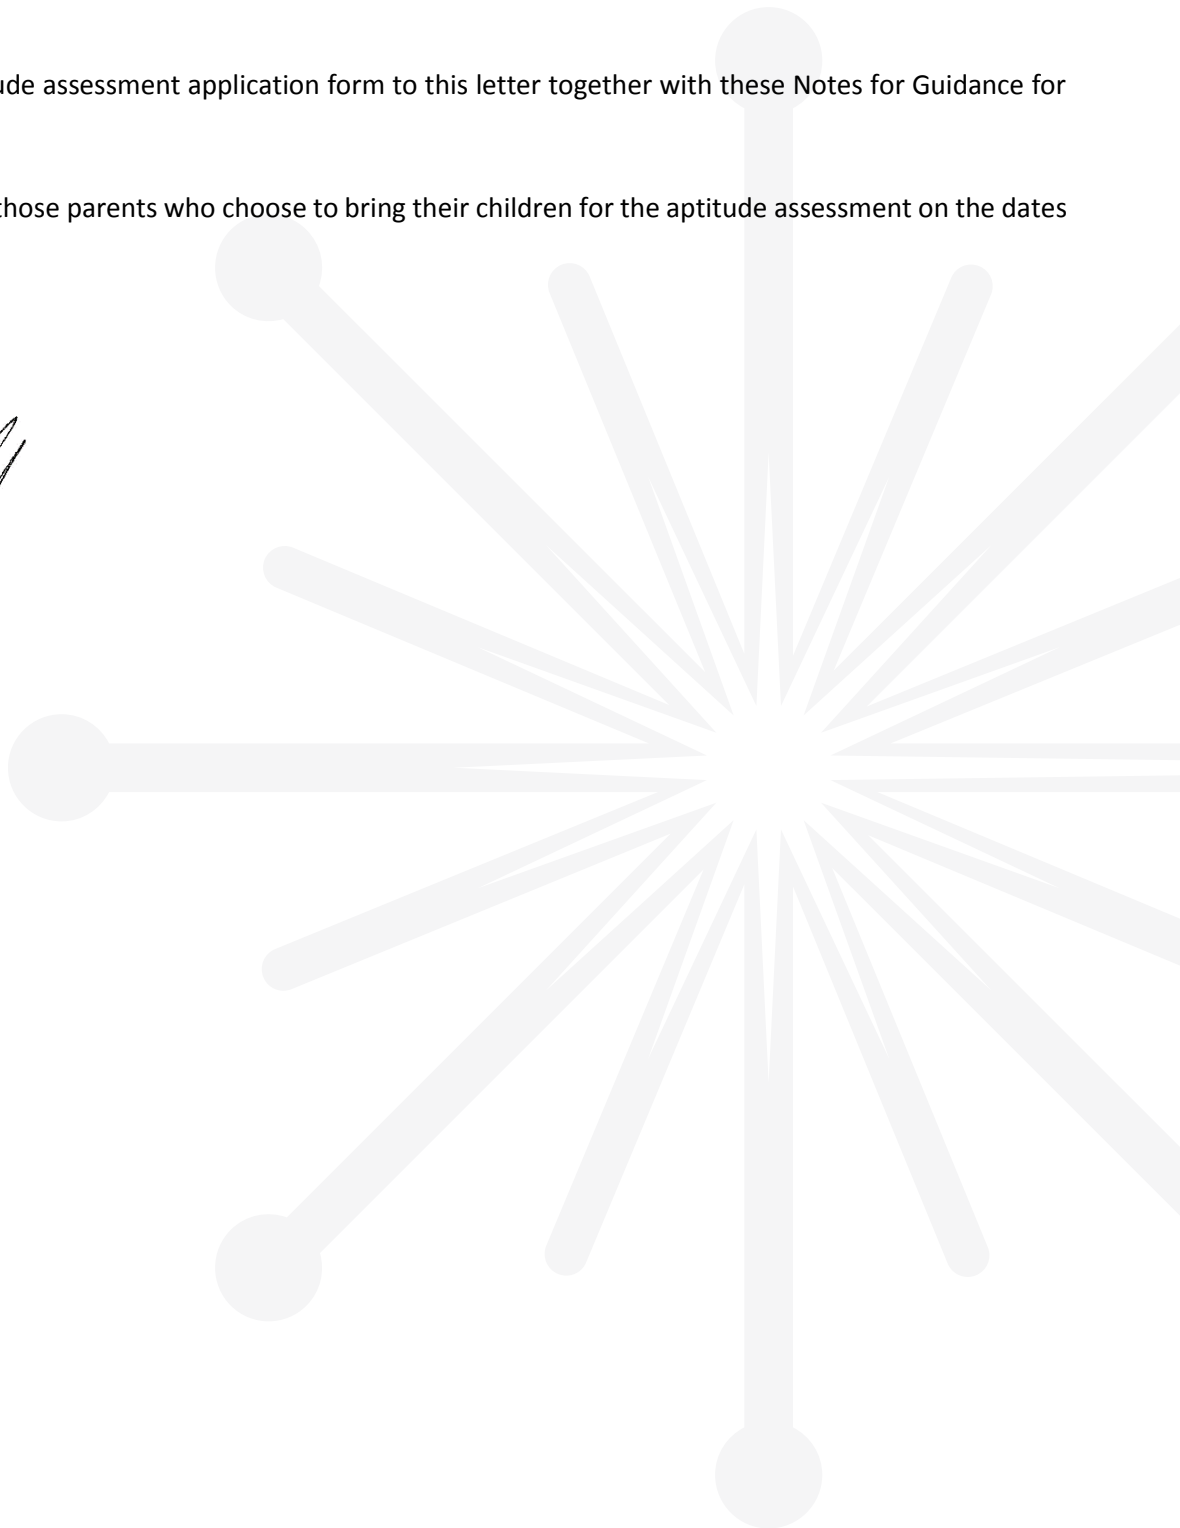 assessment application form to this letter together with these Notes for Guidance for
those parents who choose to bring their children for the aptitude assessment on the dates